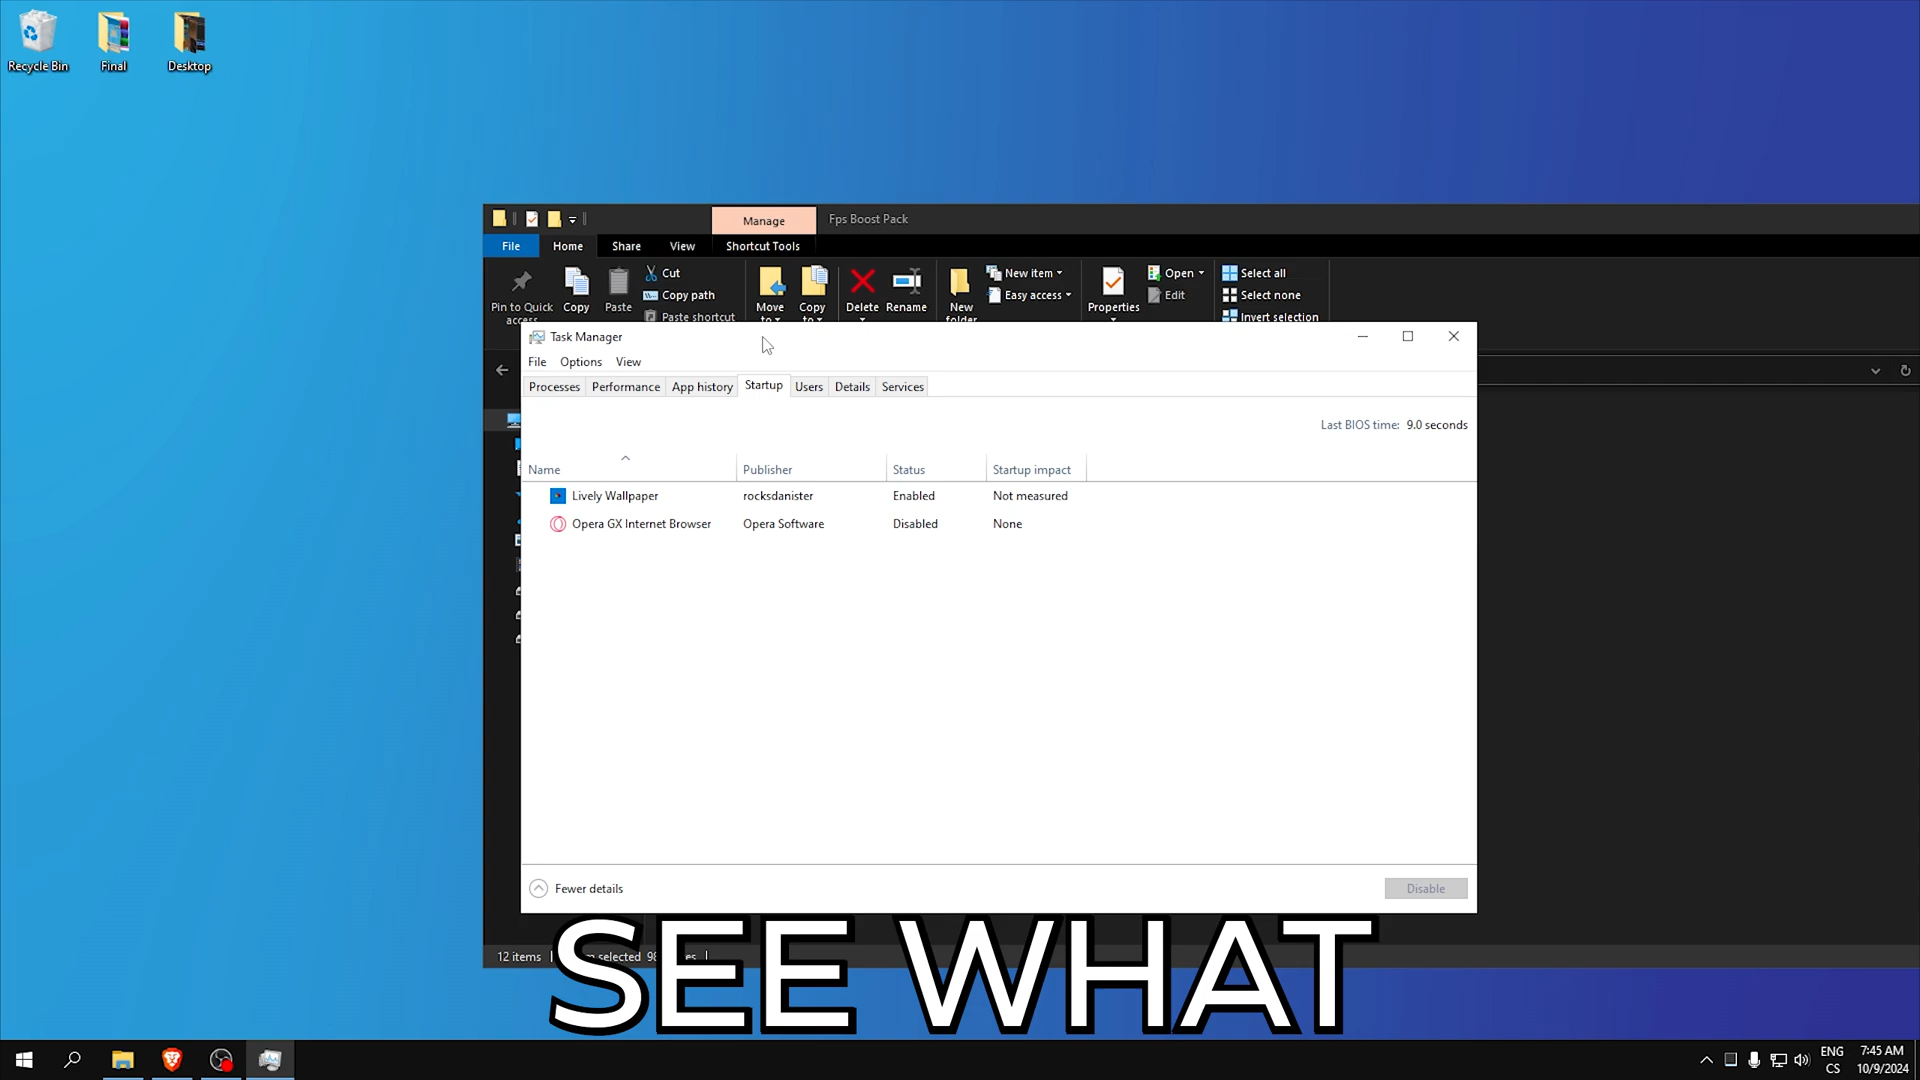 Recycle Bin
Final
Desktop
Manage
Fps Boost Pack
File
Home
Share
View
Shortcut Tools
Pin to Quick
access
Copy
Paste
Cut
Copy path
Paste shortcut
Move
to
Copy
to
Delete
Rename
New
folder
New item
Easy access
Properties
Open
Edit
Select all
Select none
Invert selection
Task Manager
File Options View
Processes Performance App history Startup Users Details Services
Last BIOS time: 9.0 seconds
Name Publisher Status Startup impact
Lively Wallpaper rocksdanister Enabled Not measured
Opera GX Internet Browser Opera Software Disabled None
Fewer details
Disable
12 items
selected
SEE WHAT
ENG
CS
7:45 AM
10/9/2024